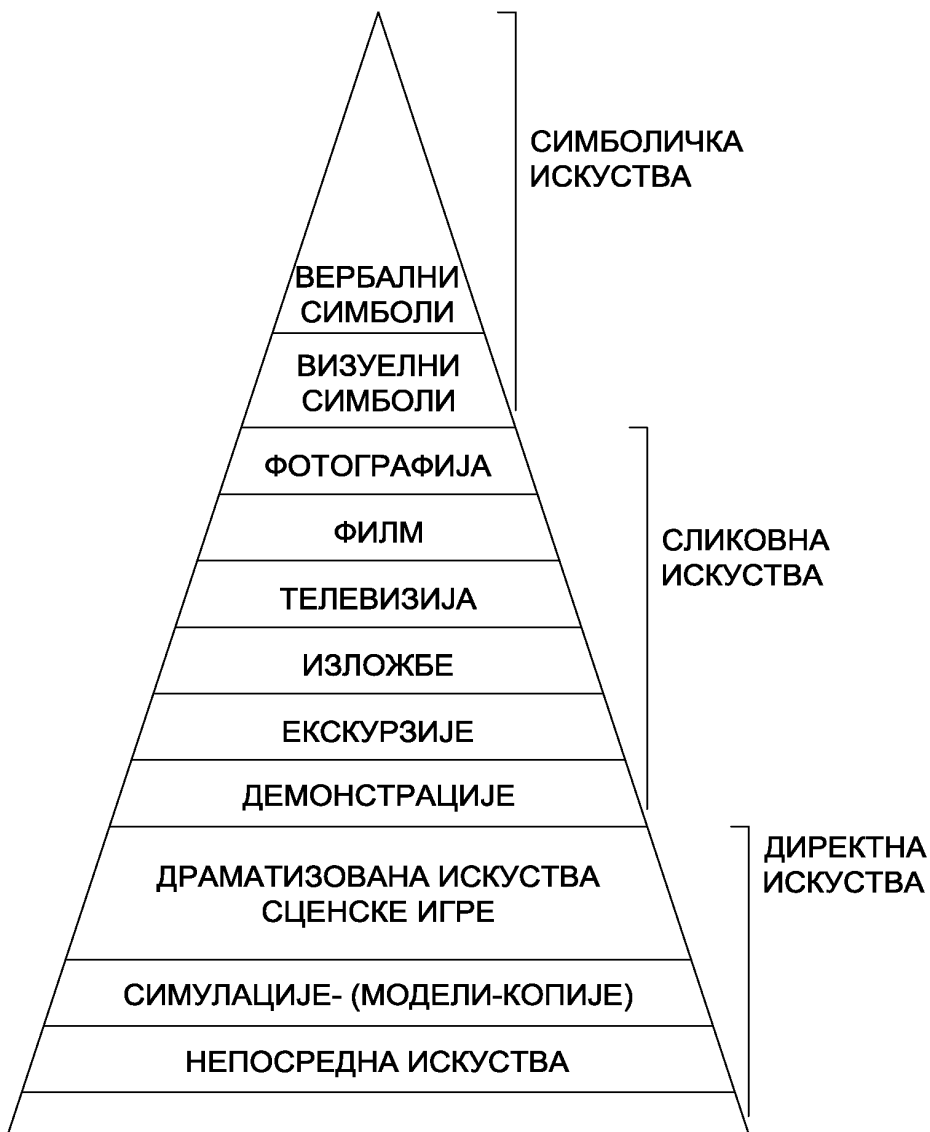 СИМБОЛИЧКА
ИСКУСТВА
ВЕРБАЛНИ
СИМБОЛИ
ВИЗУЕЛНИ
СИМБОЛИ
ФОТОГРАФИЈА
ФИЛМ
СЛИКОВНА
ИСКУСТВА
ТЕЛЕВИЗИЈА
ИЗЛОЖБЕ
ЕКСКУРЗИЈЕ
ДЕМОНСТРАЦИЈЕ
ДИРЕКТНА
ИСКУСТВА
ДРАМАТИЗОВАНА ИСКУСТВА
СЦЕНСКЕ ИГРЕ
СИМУЛАЦИЈЕ- (МОДЕЛИ-КОПИЈЕ)
НЕПОСРЕДНА ИСКУСТВА